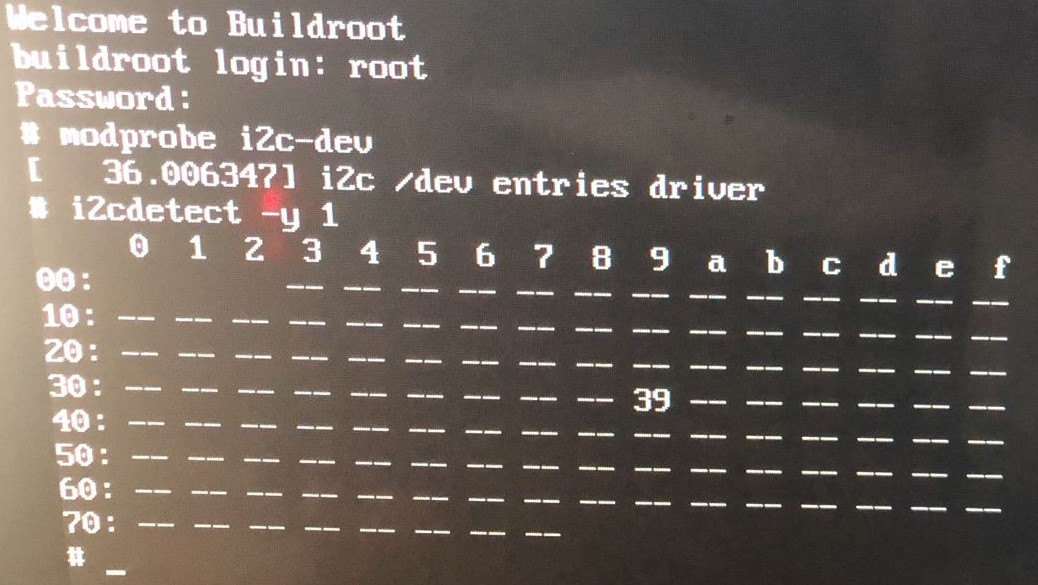 Welcome to Buildroot
buildroot login: root
Password:
# modprobe i2c-dev
[   36.006347] i2c /dev entries driver
# i2cdetect -y 1
     0  1  2  3  4  5  6  7  8  9  a  b  c  d  e  f
00:          -- -- -- -- -- -- -- -- -- -- -- -- --
10: -- -- -- -- -- -- -- -- -- -- -- -- -- -- -- --
20: -- -- -- -- -- -- -- -- -- -- -- -- -- -- -- --
30: -- -- -- -- -- -- -- -- -- 39 -- -- -- -- -- --
40: -- -- -- -- -- -- -- -- -- -- -- -- -- -- -- --
50: -- -- -- -- -- -- -- -- -- -- -- -- -- -- -- --
60: -- -- -- -- -- -- -- -- -- -- -- -- -- -- -- --
70: -- -- -- -- -- -- -- --
# _